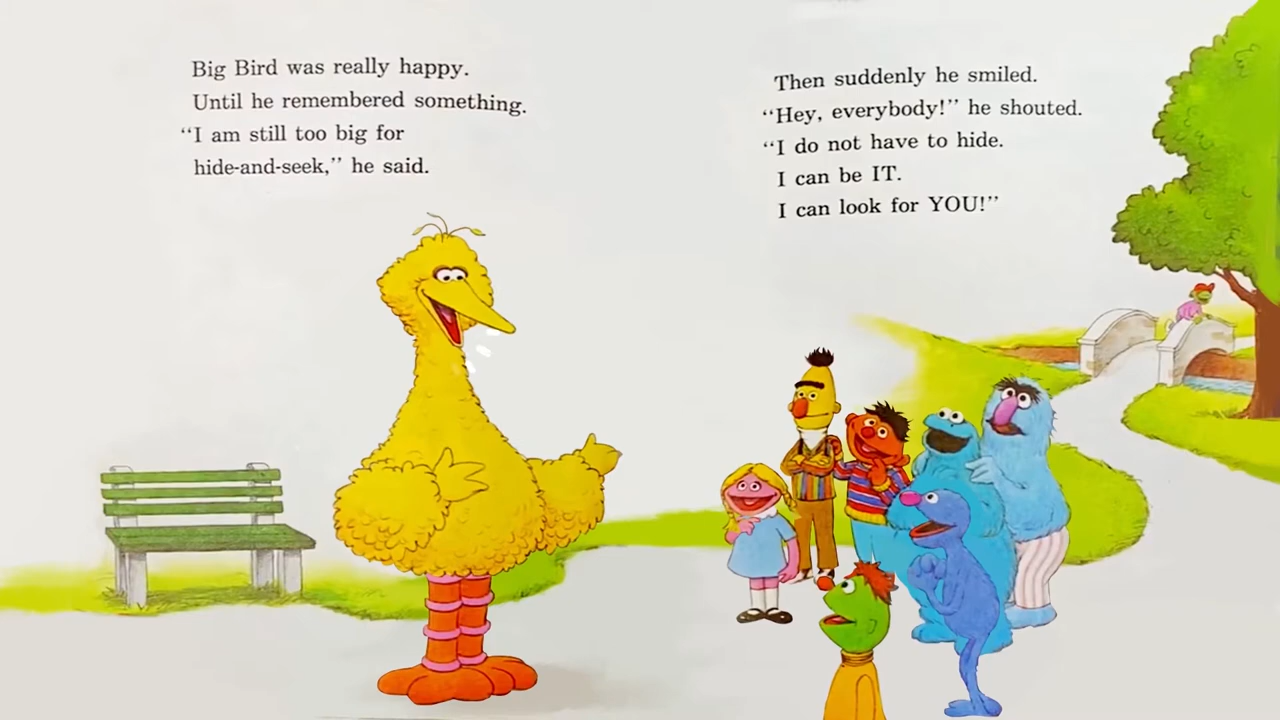 Big Bird was really happy.
Until he remembered something.
“I am still too big for
hide-and-seek,” he said.
Then suddenly he smiled.
“Hey, everybody!” he shouted.
“I do not have to hide.
I can be IT.
I can look for YOU!”